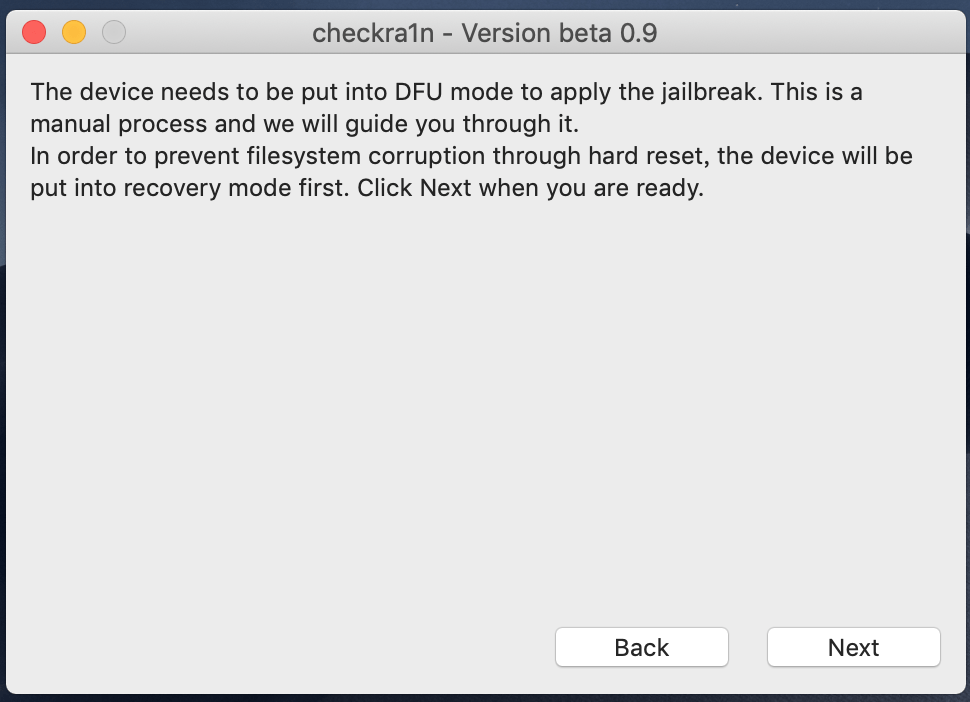 checkra1n - Version beta 0.9
The device needs to be put into DFU mode to apply the jailbreak. This is a
manual process and we will guide you through it.
In order to prevent filesystem corruption through hard reset, the device will be
put into recovery mode first. Click Next when you are ready.
Back
Next